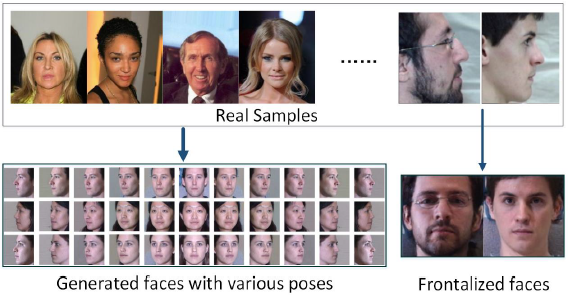 ......
Real Samples
Generated faces with various poses
Frontalized faces